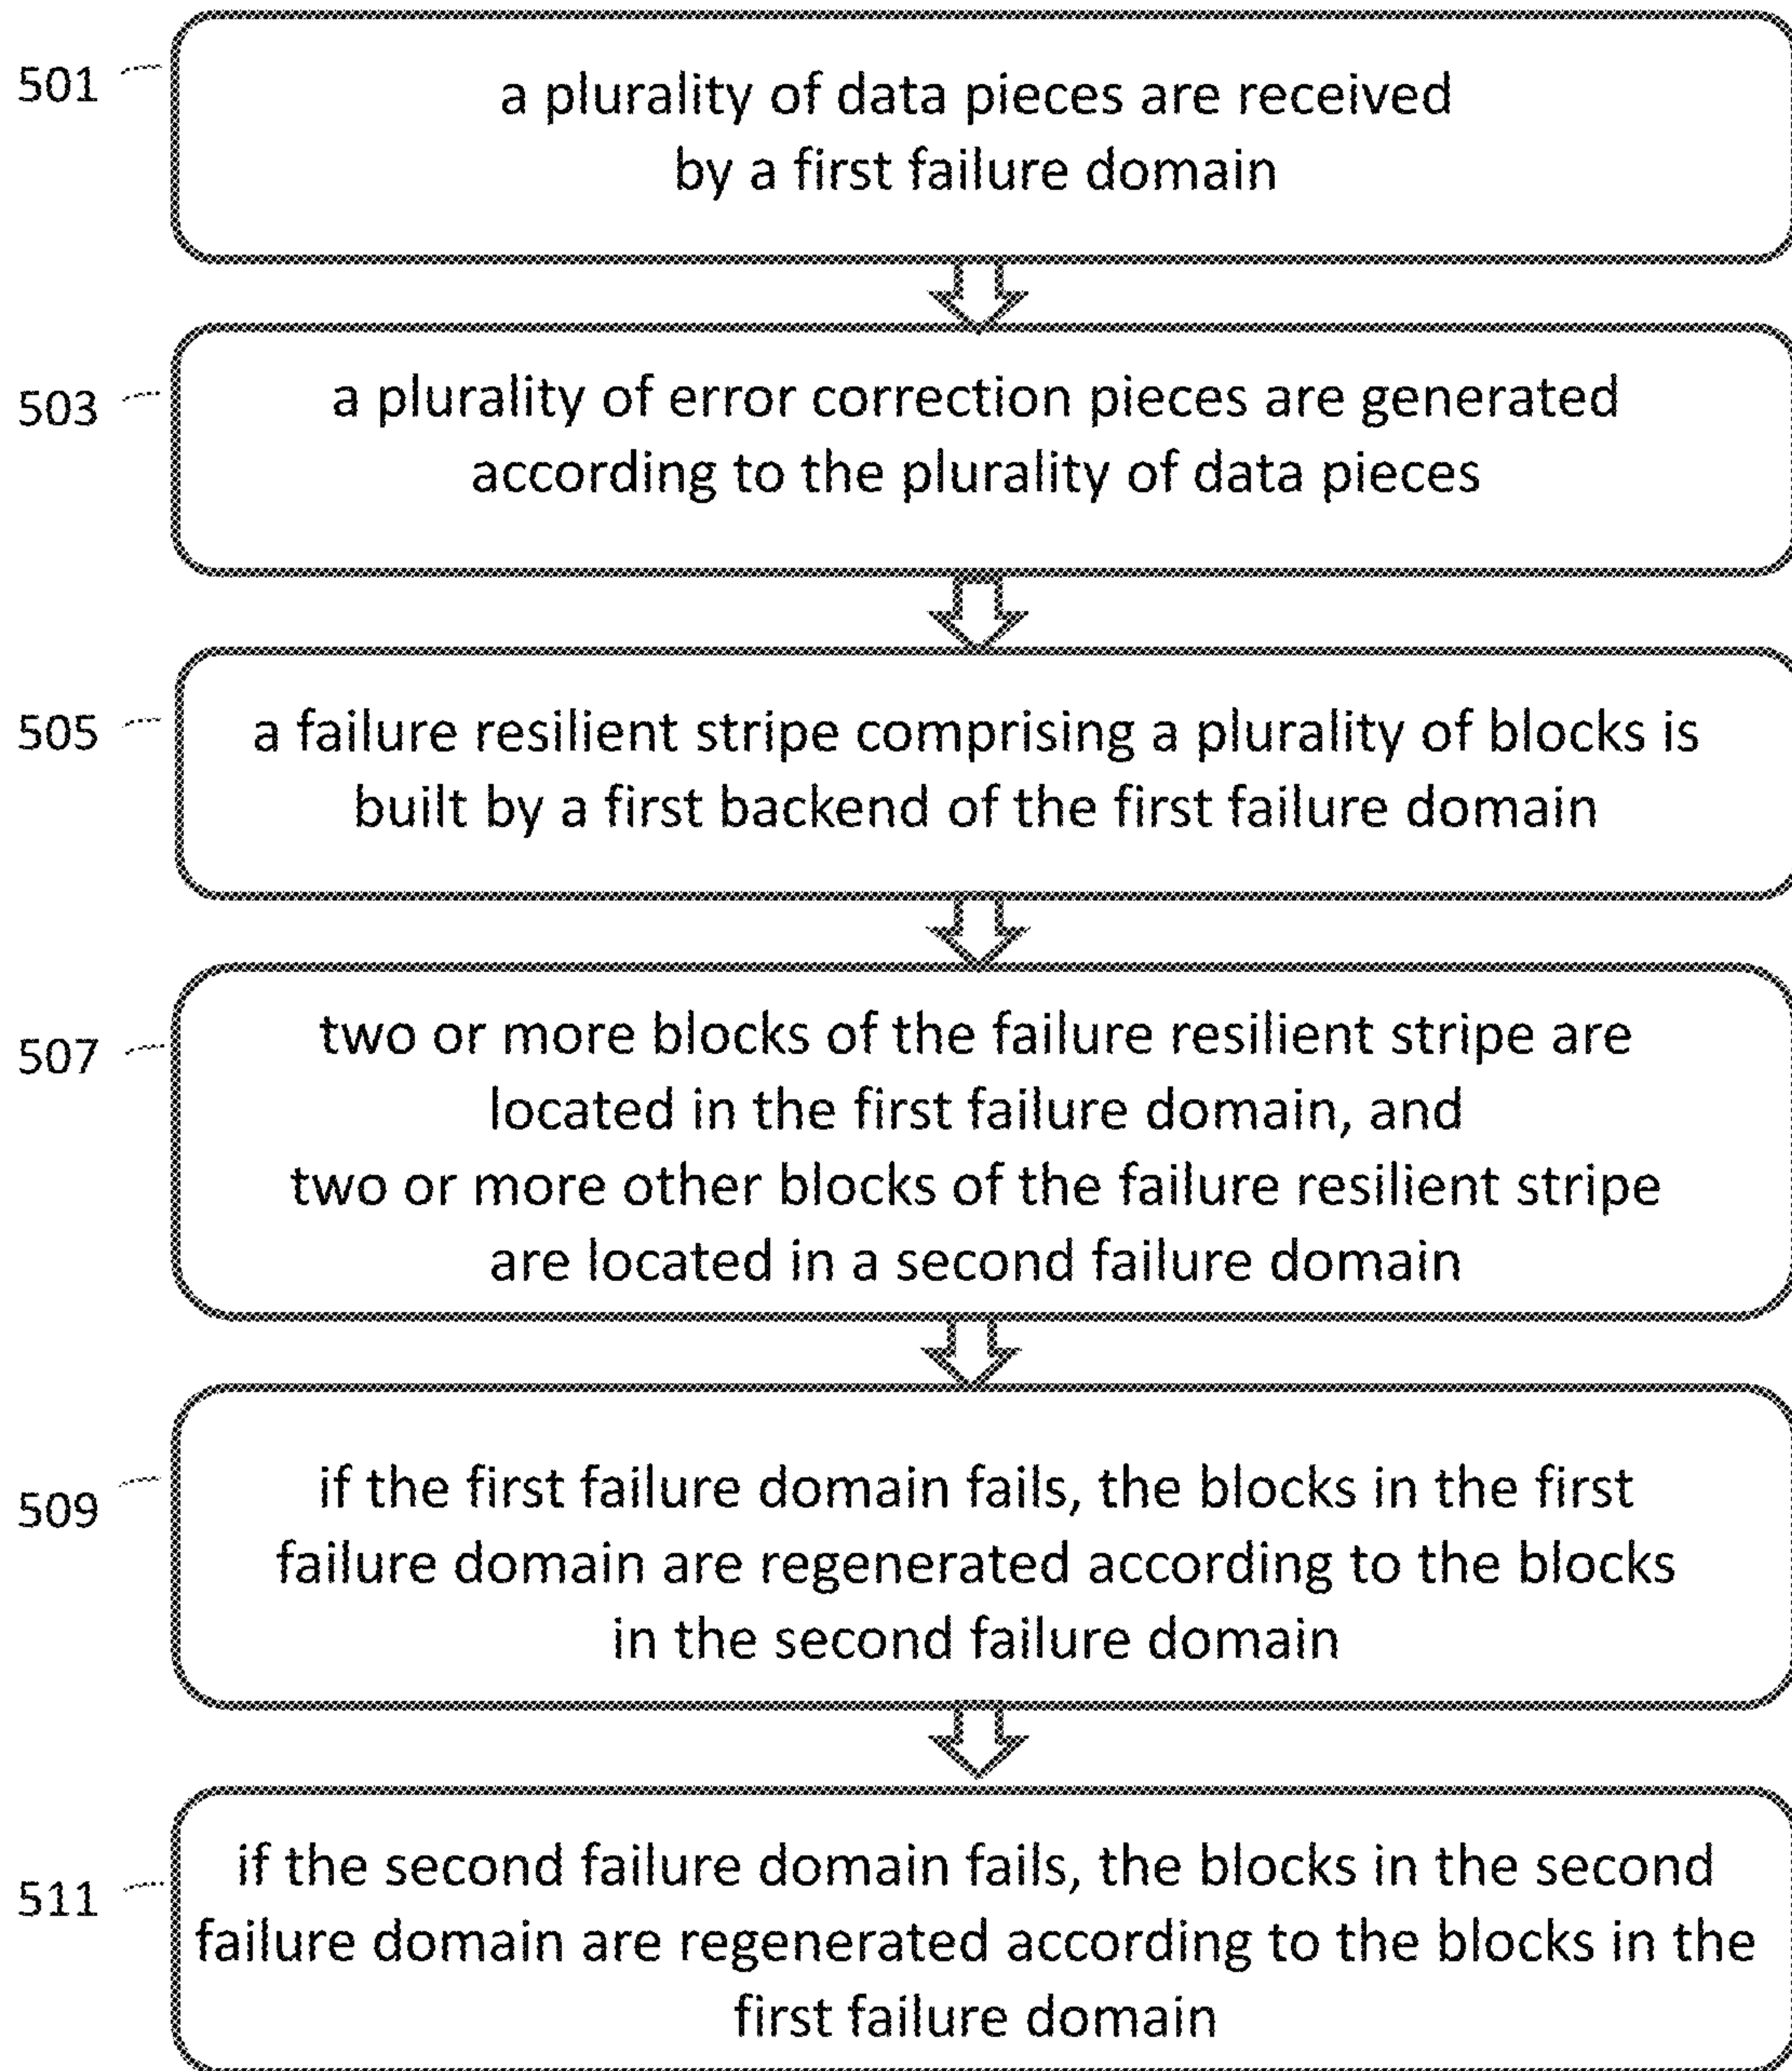 501
a plurality of data pieces are received
by a first failure domain
503
a plurality of error correction pieces are generated
according to the plurality of data pieces
505
a failure resilient stripe comprising a plurality of blocks is
built by a first backend of the first failure domain
507
two or more blocks of the failure resilient stripe are
located in the first failure domain, and
two or more other blocks of the failure resilient stripe
are located in a second failure domain
509
if the first failure domain fails, the blocks in the first
failure domain are regenerated according to the blocks
in the second failure domain
511
if the second failure domain fails, the blocks in the second
failure domain are regenerated according to the blocks in the
first failure domain